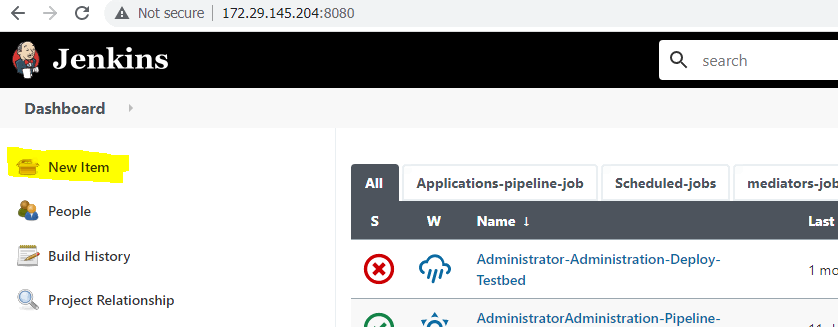 Not secure | 172.29.145.204:8080
Jenkins
search
Dashboard
New Item
People
Build History
Project Relationship
All Applications-pipeline-job Scheduled-jobs mediators-job
S W Name ↓ Last
Administrator-Administration-Deploy-
Testbed
1 mo
AdministratorAdministration-Pipeline-